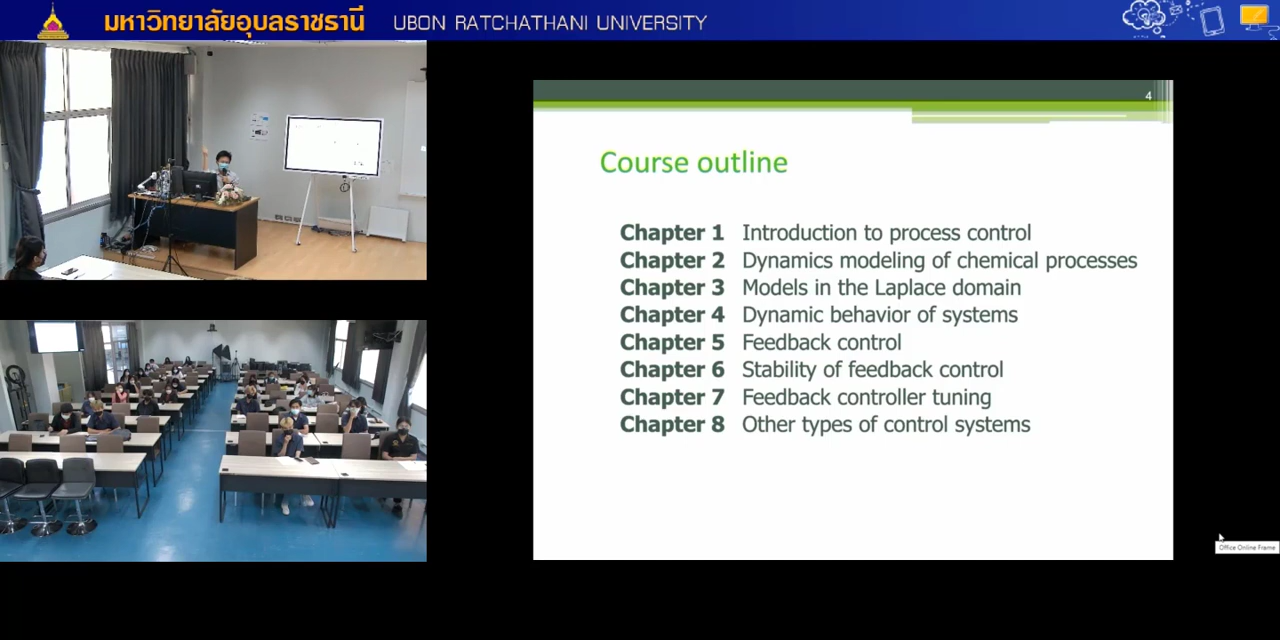 มหาวิทยาลัยอุบลราชธานี UBON RATCHATHANI UNIVERSITY
4
Course outline
Chapter 1 Introduction to process control
Chapter 2 Dynamics modeling of chemical processes
Chapter 3 Models in the Laplace domain
Chapter 4 Dynamic behavior of systems
Chapter 5 Feedback control
Chapter 6 Stability of feedback control
Chapter 7 Feedback controller tuning
Chapter 8 Other types of control systems
Office Online Frame